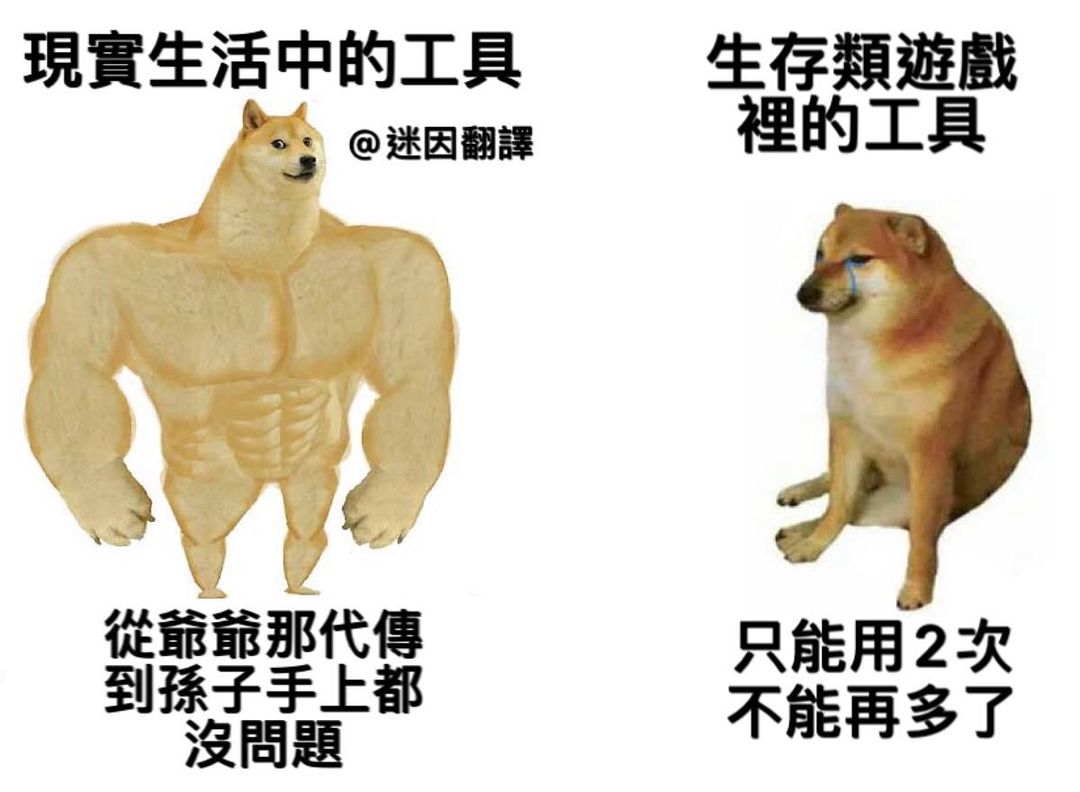 現實生活中的工具
@迷因翻譯
從爺爺那代傳
到孫子手上都
沒問題
生存類遊戲
裡的工具
只能用2次
不能再多了